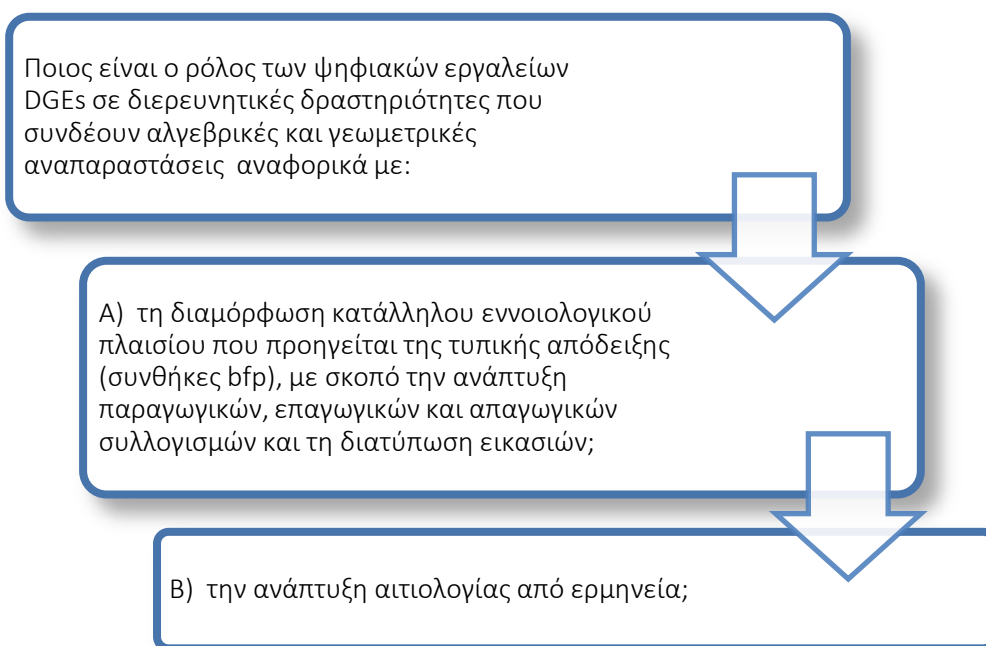 Ποιος είναι ο ρόλος των ψηφιακών εργαλείων
DGEs σε διερευνητικές δραστηριότητες που
συνδέουν αλγεβρικές και γεωμετρικές
αναπαραστάσεις αναφορικά με:
Α) τη διαμόρφωση κατάλληλου εννοιολογικού
πλαισίου που προηγείται της τυπικής απόδειξης
(συνθήκες bfp), με σκοπό την ανάπτυξη
παραγωγικών, επαγωγικών και απαγωγικών
συλλογισμών και τη διατύπωση εικασιών;
Β) την ανάπτυξη αιτιολογίας από ερμηνεία;